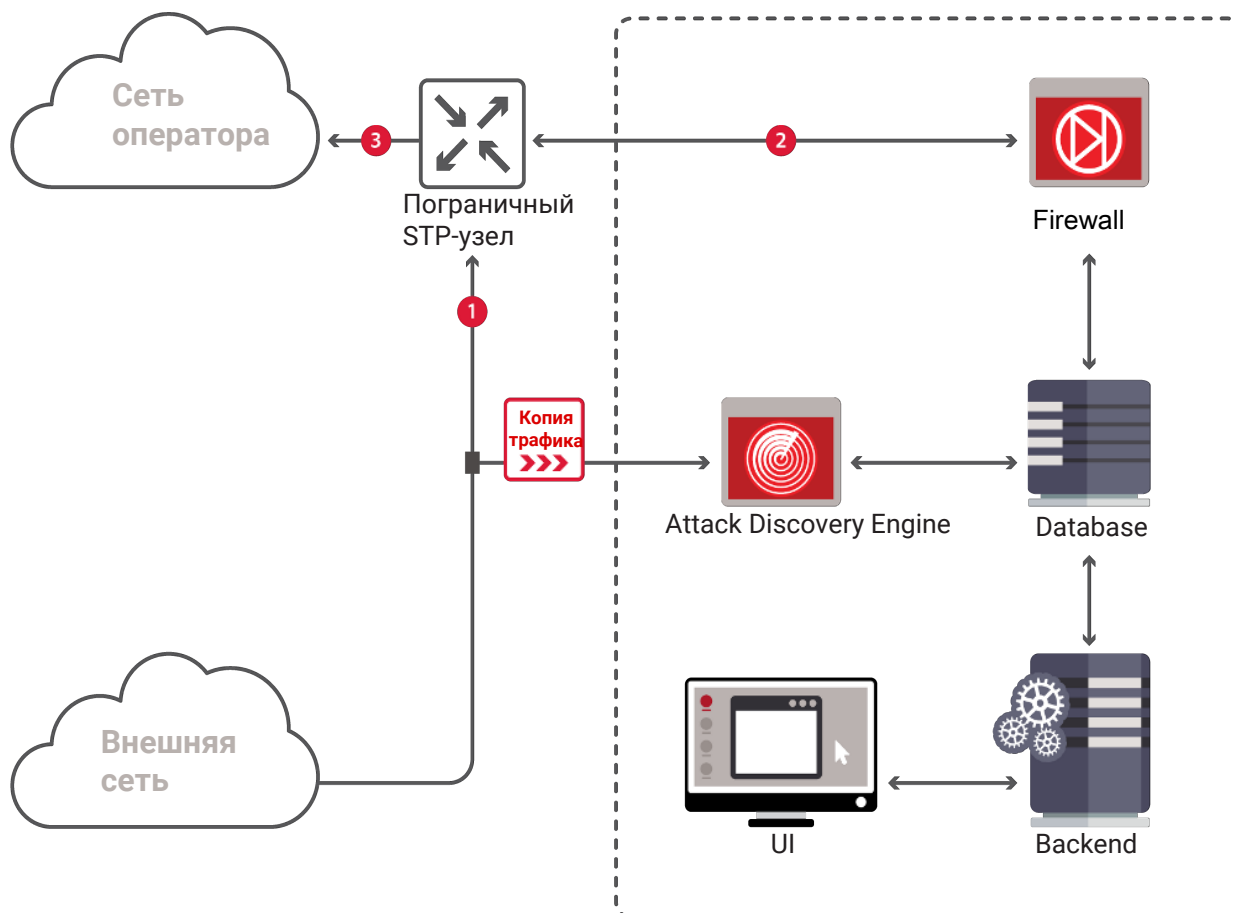 Сеть
оператора
3
2
Пограничный
STP-узел
Firewall
1
Копия
трафика
Attack Discovery Engine
Database
Внешняя
сеть
UI
Backend